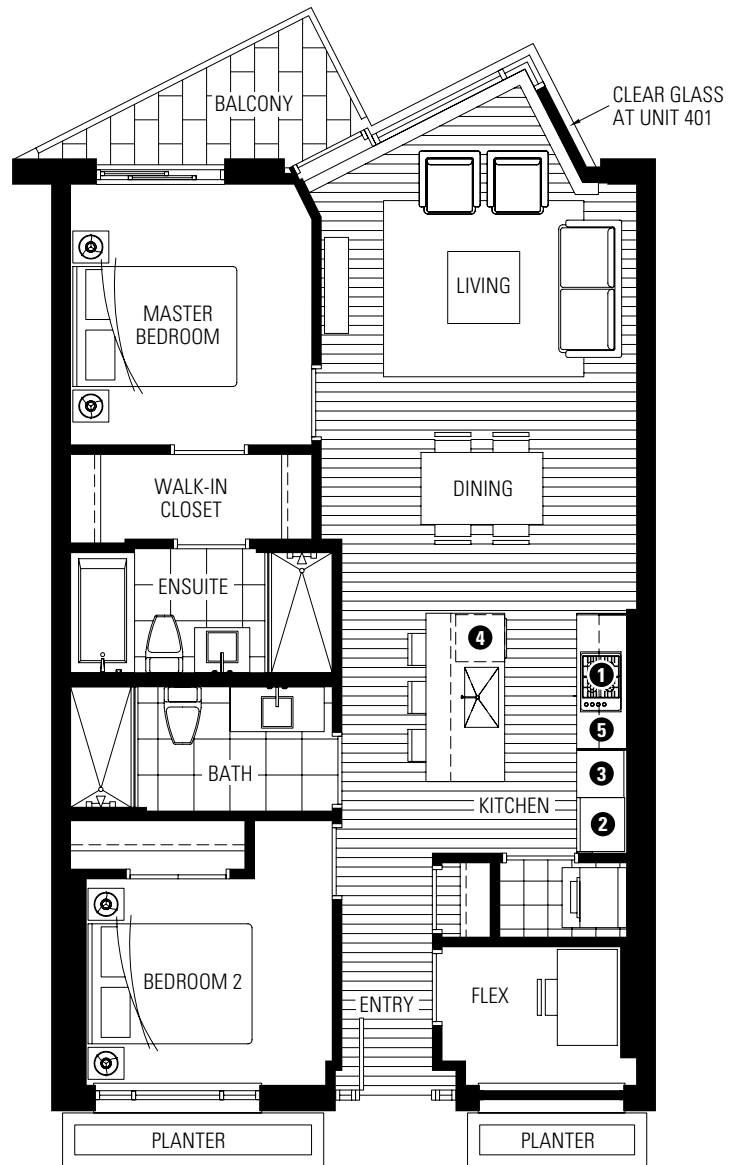 BALCONY
CLEAR GLASS
AT UNIT 401
LIVING
MASTER
BEDROOM
WALK-IN
CLOSET
DINING
ENSUITE
4
1
5
BATH
3
KITCHEN
2
BEDROOM 2
ENTRY
FLEX
PLANTER
PLANTER